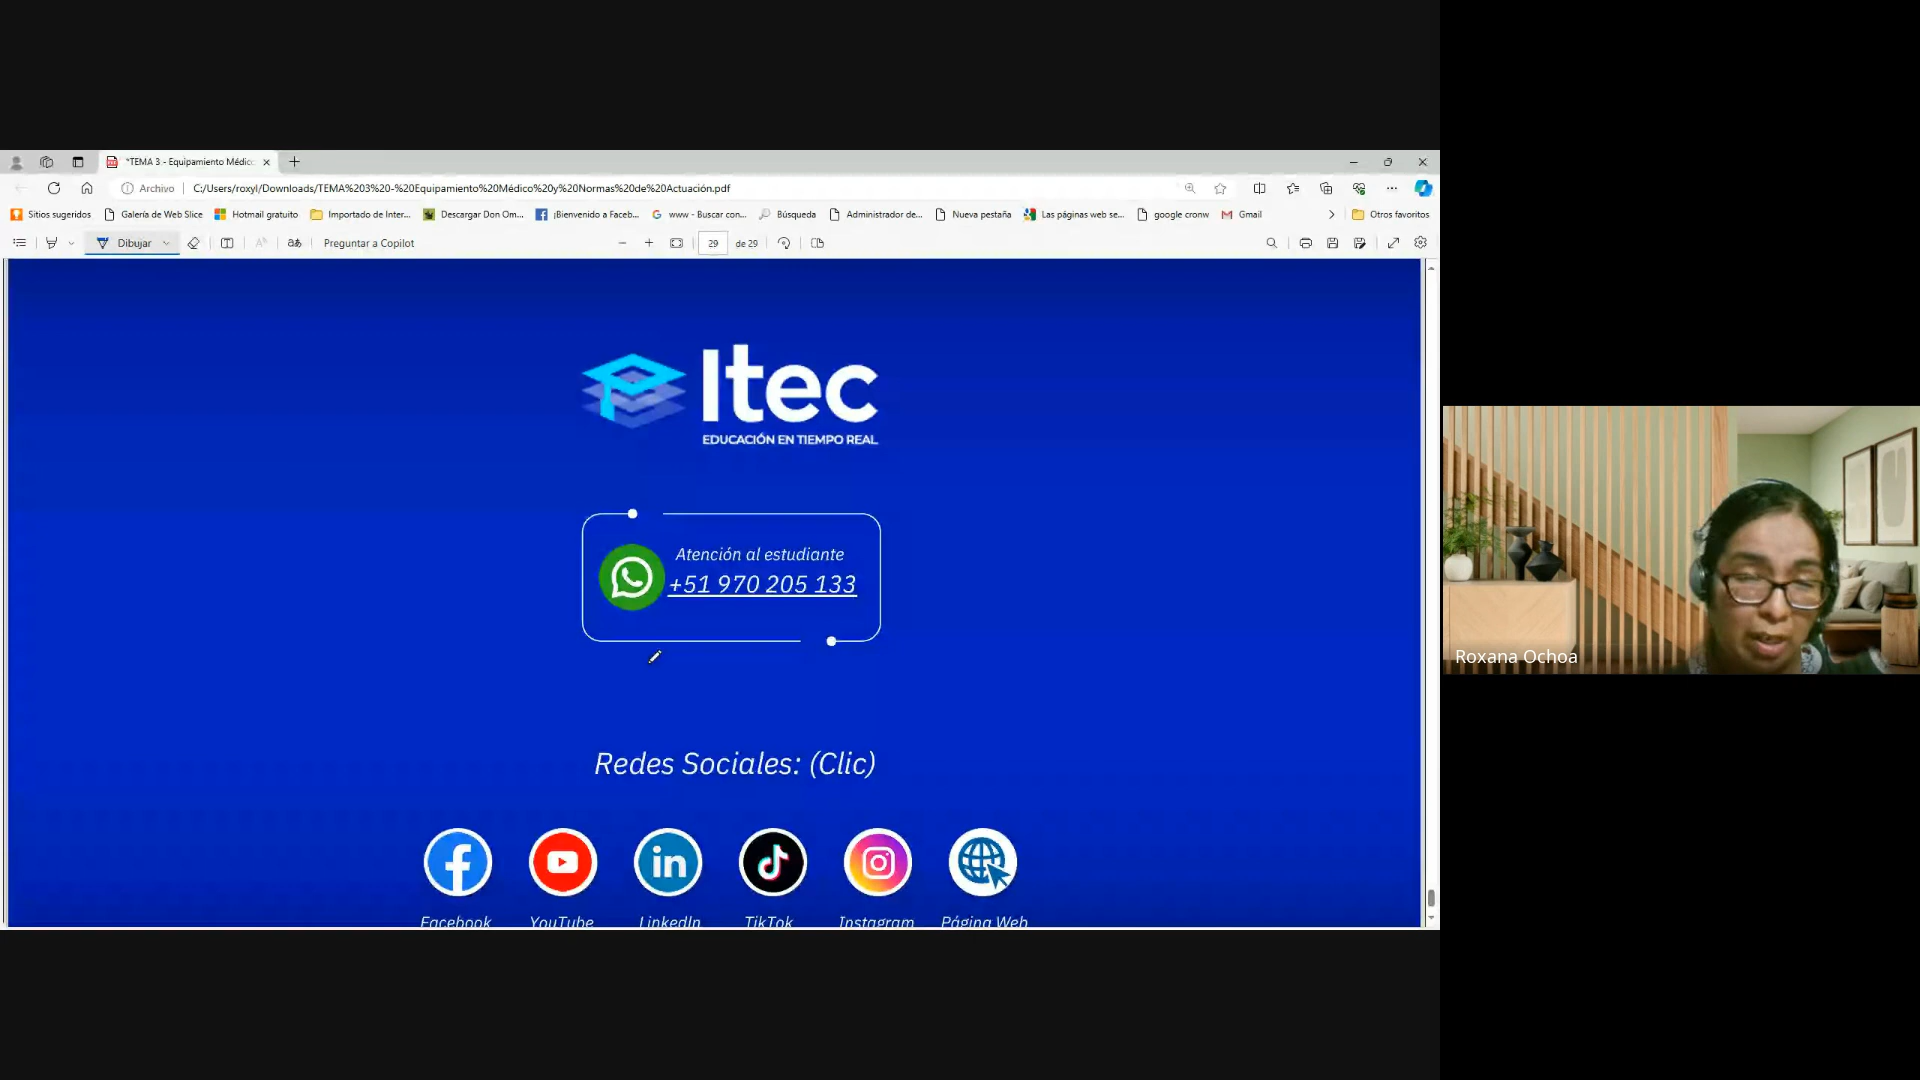 *TEMA 3 - Equipamiento Médic
Archivo
C:/Users/roxyl/Downloads/TEMA%203%20-%20Equipamiento%20Médico%20y%20Normas%20de%20Actuación.pdf
Sitios sugeridos
Galería de Web Slice
Hotmail gratuito
Importado de Inter...
Descargar Don Om...
¡Bienvenido a Faceb...
www - Buscar con...
Búsqueda
Administrador de...
Nueva pestaña
Las páginas web se...
google cronw
Gmail
Otros favoritos
Dibujar
Preguntar a Copilot
29
de 29
Itec
EDUCACIÓN EN TIEMPO REAL
Atención al estudiante
+51 970 205 133
Redes Sociales: (Clic)
Facebook
YouTube
LinkedIn
TikTok
Instagram
Página Web
Roxana Ochoa